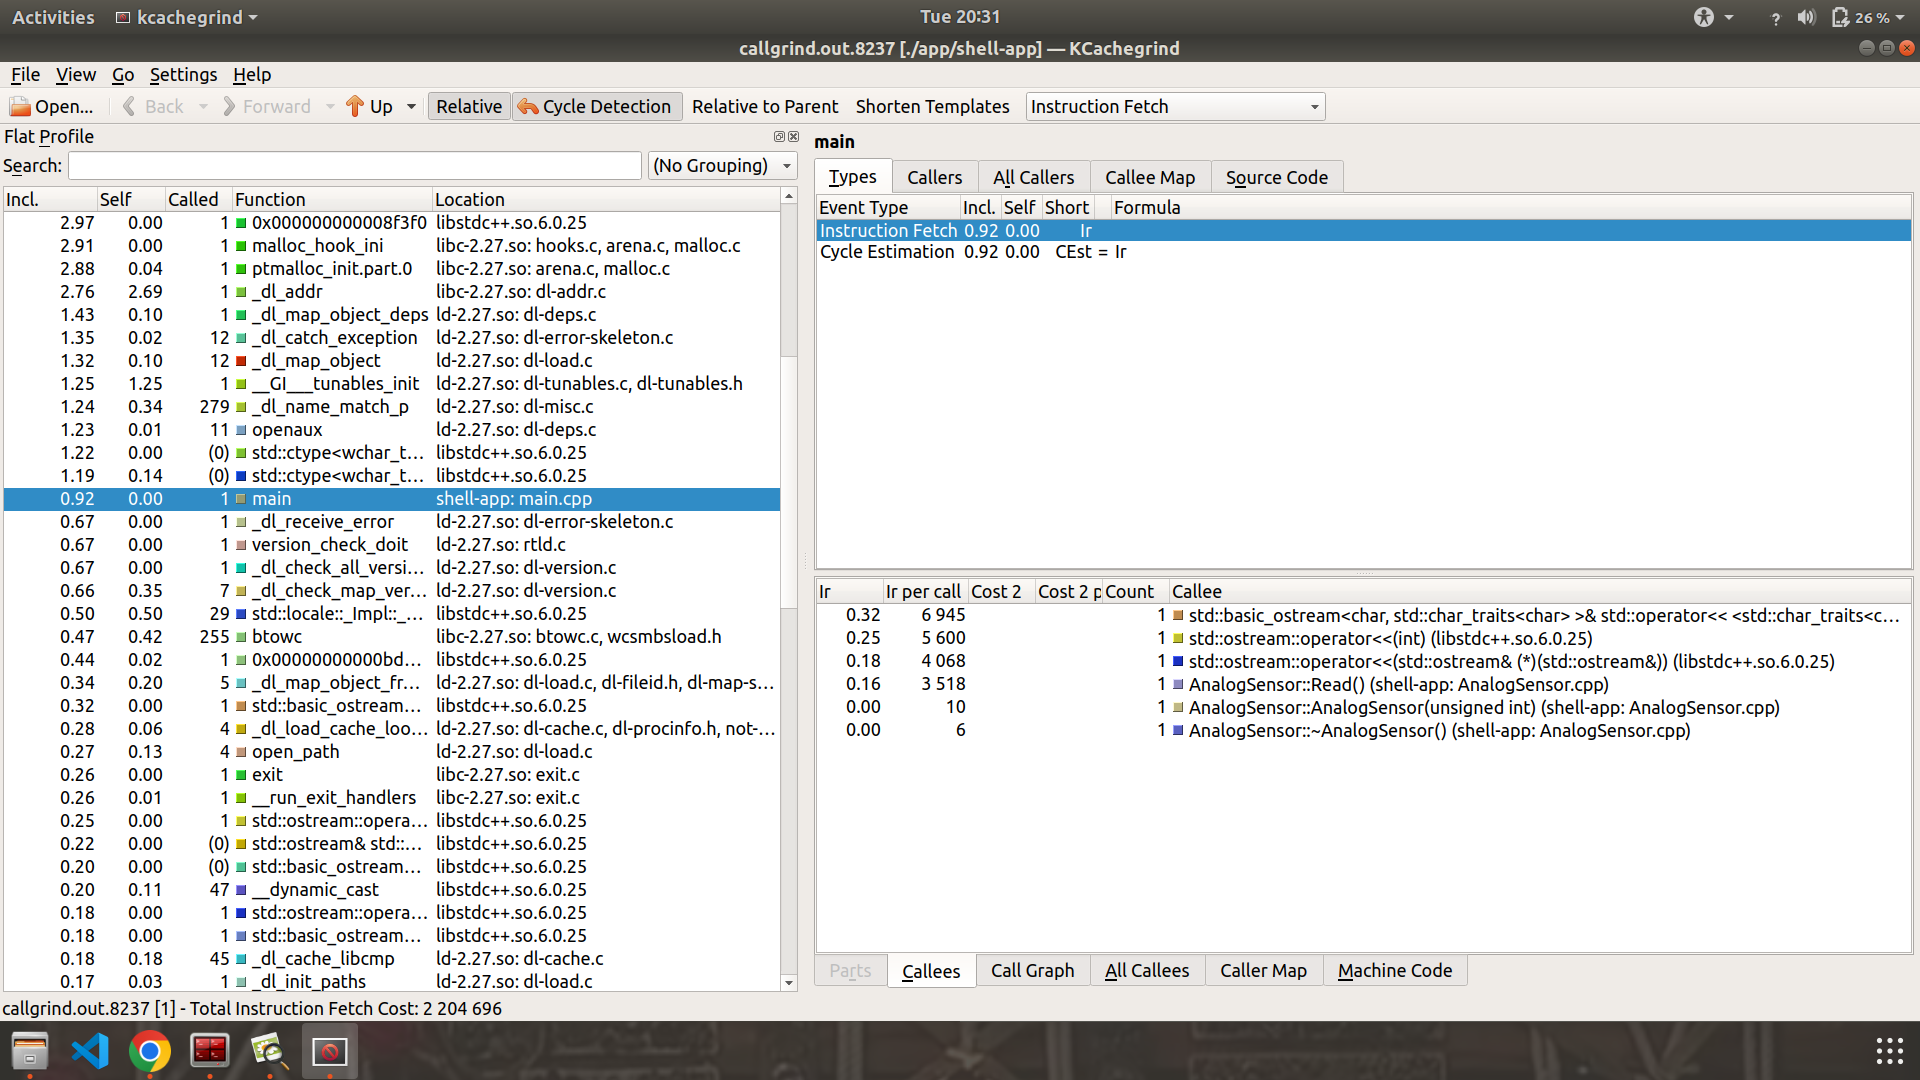 Activities kcachegrind Tue 20:31 ? 26 %
callgrind.out.8237 [./app/shell-app] — KCachegrind
File View Go Settings Help
Open... Back Forward Up Relative Cycle Detection Relative to Parent Shorten Templates Instruction Fetch
Flat Profile
Search: (No Grouping)
Incl. Self Called Function Location
2.97 0.00 1 0x000000000008f3f0 libstdc++.so.6.0.25
2.91 0.00 1 malloc_hook_ini libc-2.27.so: hooks.c, arena.c, malloc.c
2.88 0.04 1 ptmalloc_init.part.0 libc-2.27.so: arena.c, malloc.c
2.76 2.69 1 _dl_addr libc-2.27.so: dl-addr.c
1.43 0.10 1 _dl_map_object_deps ld-2.27.so: dl-deps.c
1.35 0.02 12 _dl_catch_exception ld-2.27.so: dl-error-skeleton.c
1.32 0.10 12 _dl_map_object ld-2.27.so: dl-load.c
1.25 1.25 1 __GI___tunables_init ld-2.27.so: dl-tunables.c, dl-tunables.h
1.24 0.34 279 _dl_name_match_p ld-2.27.so: dl-misc.c
1.23 0.01 11 openaux ld-2.27.so: dl-deps.c
1.22 0.00 (0) std::ctype<wchar_t... libstdc++.so.6.0.25
1.19 0.14 (0) std::ctype<wchar_t... libstdc++.so.6.0.25
0.92 0.00 1 main shell-app: main.cpp
0.67 0.00 1 _dl_receive_error ld-2.27.so: dl-error-skeleton.c
0.67 0.00 1 version_check_doit ld-2.27.so: rtld.c
0.67 0.00 1 _dl_check_all_versi... ld-2.27.so: dl-version.c
0.66 0.35 7 _dl_check_map_ver... ld-2.27.so: dl-version.c
0.50 0.50 29 std::locale::_Impl::_... libstdc++.so.6.0.25
0.47 0.42 255 btowc libc-2.27.so: btowc.c, wcsmbsload.h
0.44 0.02 1 0x00000000000bd... libstdc++.so.6.0.25
0.34 0.20 5 _dl_map_object_fr... ld-2.27.so: dl-load.c, dl-fileid.h, dl-map-s...
0.32 0.00 1 std::basic_ostream... libstdc++.so.6.0.25
0.28 0.06 4 _dl_load_cache_loo... ld-2.27.so: dl-cache.c, dl-procinfo.h, not-...
0.27 0.13 4 open_path ld-2.27.so: dl-load.c
0.26 0.00 1 exit libc-2.27.so: exit.c
0.26 0.01 1 __run_exit_handlers libc-2.27.so: exit.c
0.25 0.00 1 std::ostream::opera... libstdc++.so.6.0.25
0.22 0.00 (0) std::ostream& std::... libstdc++.so.6.0.25
0.20 0.00 (0) std::basic_ostream... libstdc++.so.6.0.25
0.20 0.11 47 __dynamic_cast libstdc++.so.6.0.25
0.18 0.00 1 std::ostream::opera... libstdc++.so.6.0.25
0.18 0.00 1 std::basic_ostream... libstdc++.so.6.0.25
0.18 0.18 45 _dl_cache_libcmp ld-2.27.so: dl-cache.c
0.17 0.03 1 _dl_init_paths ld-2.27.so: dl-load.c
callgrind.out.8237 [1] - Total Instruction Fetch Cost: 2 204 696
main
Types Callers All Callers Callee Map Source Code
Event Type Incl. Self Short Formula
Instruction Fetch 0.92 0.00 Ir
Cycle Estimation 0.92 0.00 CEst = Ir
Ir Ir per call Cost 2 Cost 2 p Count Callee
0.32 6 945 1 std::basic_ostream<char, std::char_traits<char> >& std::operator<< <std::char_traits<c...
0.25 5 600 1 std::ostream::operator<<(int) (libstdc++.so.6.0.25)
0.18 4 068 1 std::ostream::operator<<(std::ostream& (*)(std::ostream&)) (libstdc++.so.6.0.25)
0.16 3 518 1 AnalogSensor::Read() (shell-app: AnalogSensor.cpp)
0.00 10 1 AnalogSensor::AnalogSensor(unsigned int) (shell-app: AnalogSensor.cpp)
0.00 6 1 AnalogSensor::~AnalogSensor() (shell-app: AnalogSensor.cpp)
Parts Callees Call Graph All Callees Caller Map Machine Code